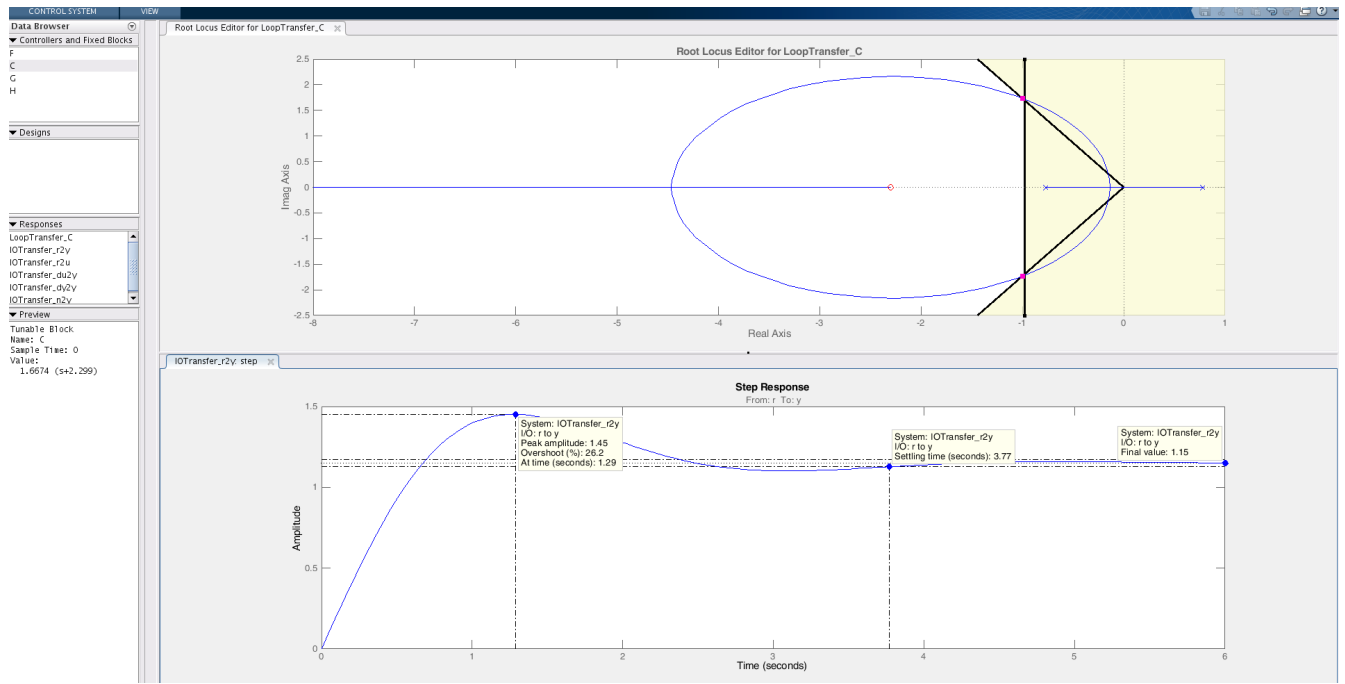 CONTROL SYSTEM VIEW
Data Browser
Controllers and Fixed Blocks
F
C
G
H
Designs
Responses
LoopTransfer_C
IOTransfer_r2y
IOTransfer_r2u
IOTransfer_du2y
IOTransfer_dy2y
IOTransfer_n2y
Preview
Tunable Block
Name: C
Sample Time: 0
Value:
1.6674 (s+2.299)
Root Locus Editor for LoopTransfer_C
Root Locus Editor for LoopTransfer_C
2.5
2
1.5
1
0.5
0
-0.5
-1
-1.5
-2
-2.5
Imag Axis
-8 -7 -6 -5 -4 -3 -2 -1 0 1
Real Axis
IOTransfer_r2y: step
Step Response
From: r To: y
1.5
1
0.5
0
Amplitude
System: IOTransfer_r2y
I/O: r to y
Peak amplitude: 1.45
Overshoot (%): 26.2
At time (seconds): 1.29
System: IOTransfer_r2y
I/O: r to y
Settling time (seconds): 3.77
System: IOTransfer_r2y
I/O: r to y
Final value: 1.15
0 1 2 3 4 5 6
Time (seconds)